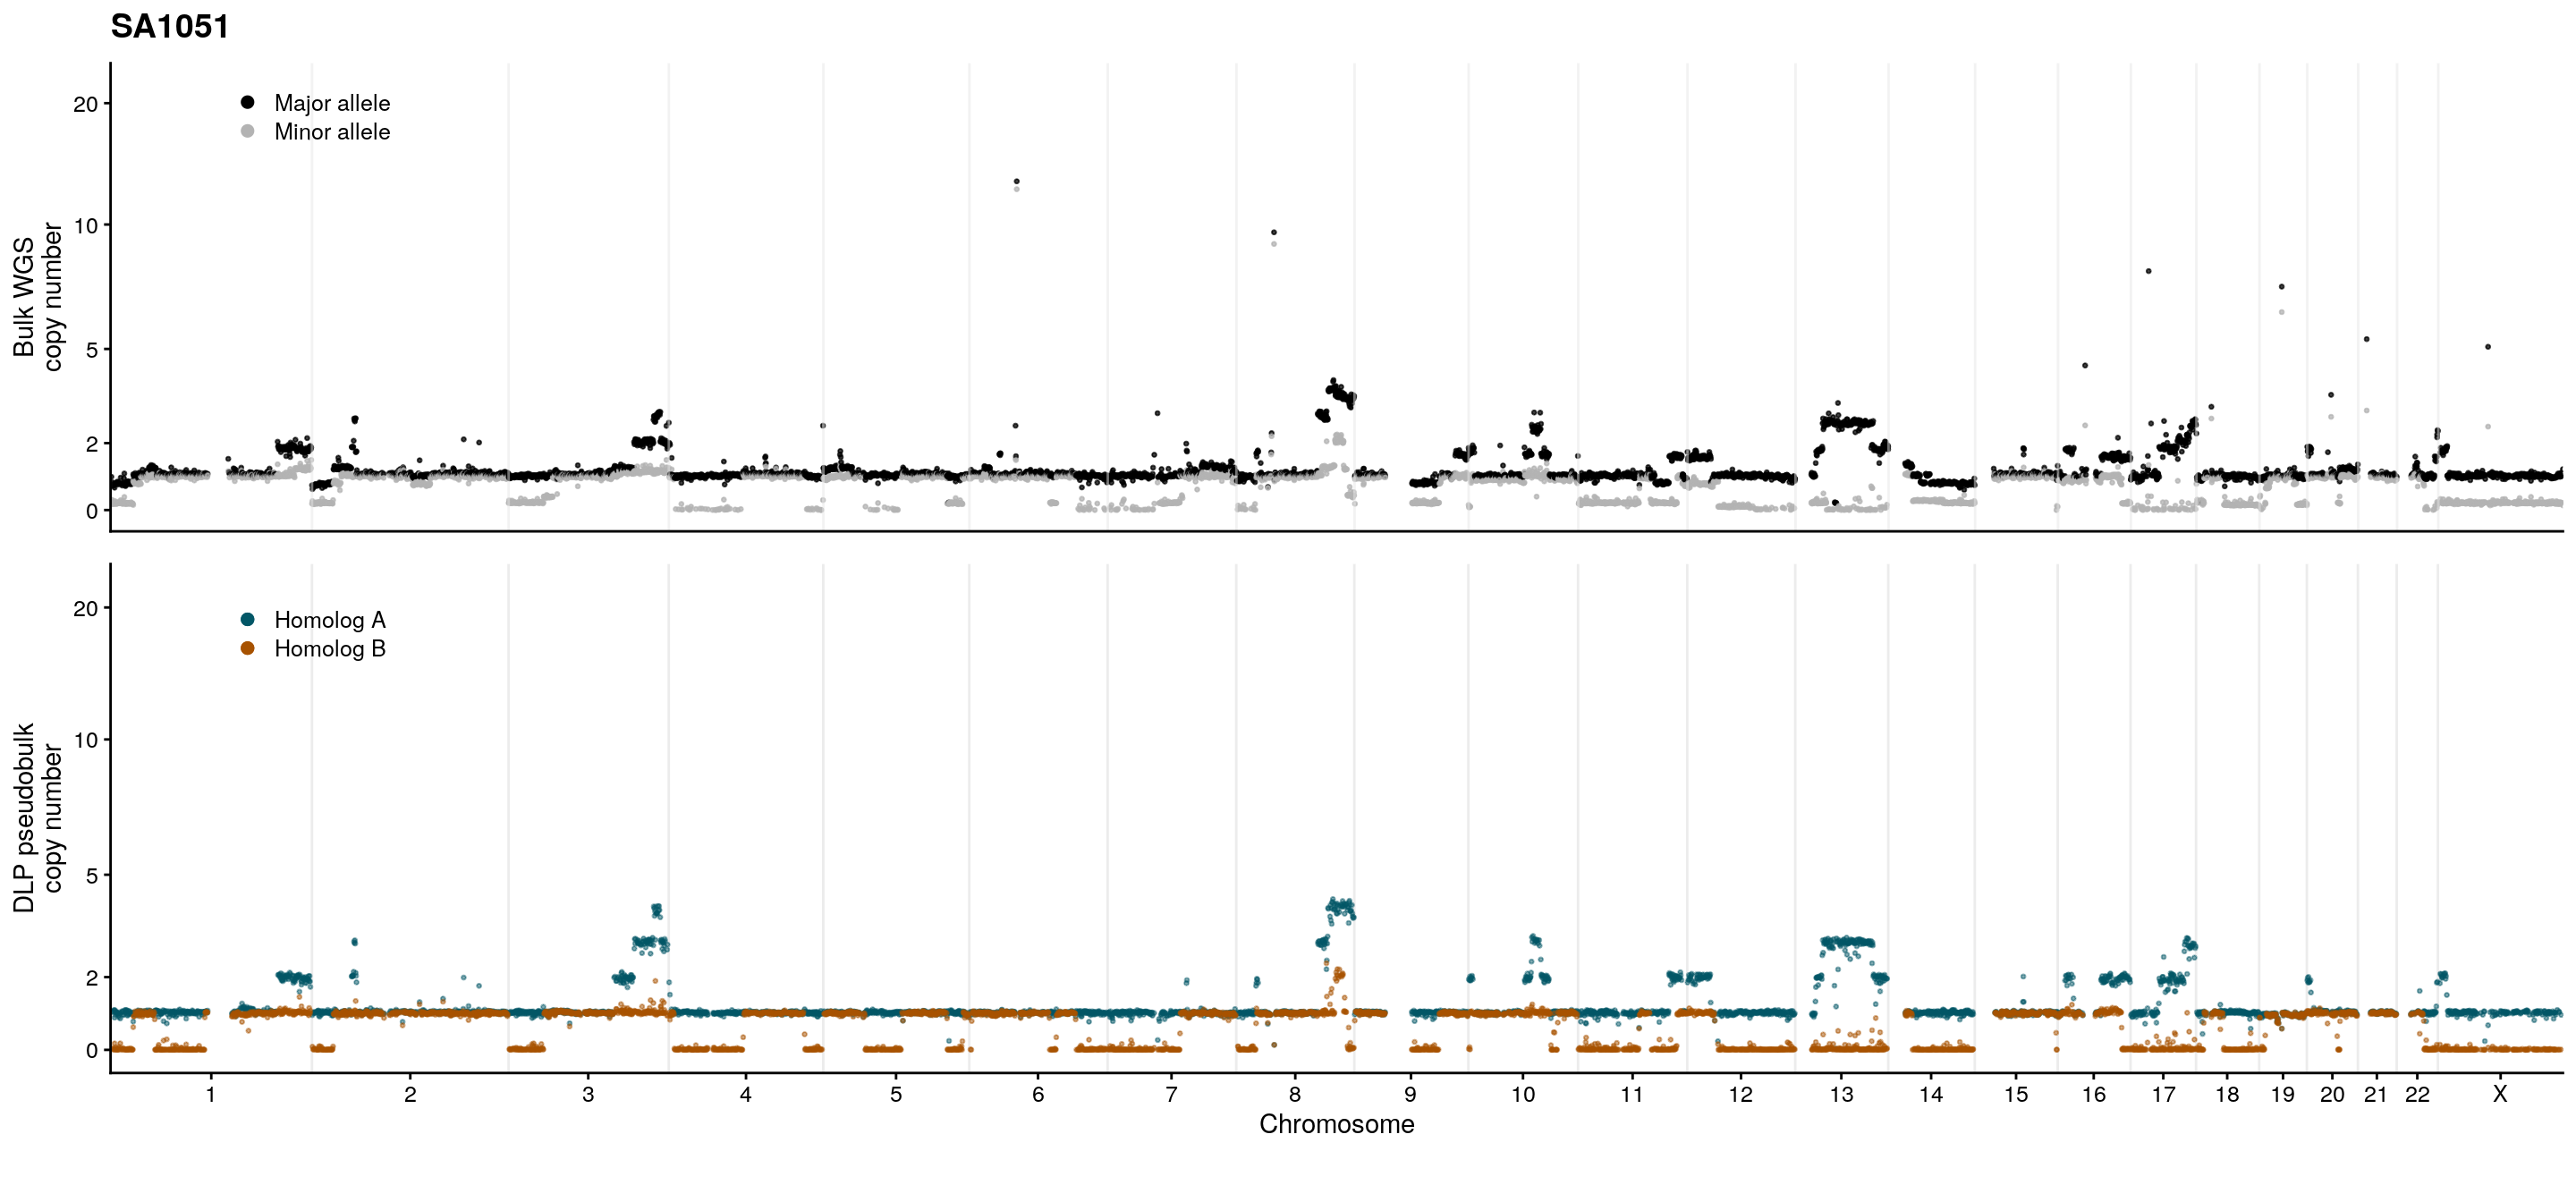 SA1051
Bulk WGS
copy number
20
10
5
2
0
Major allele
Minor allele
DLP pseudobulk
copy number
20
10
5
2
0
Homolog A
Homolog B
1 2 3 4 5 6 7 8 9 10 11 12 13 14 15 16 17 18 19 20 21 22 X
Chromosome